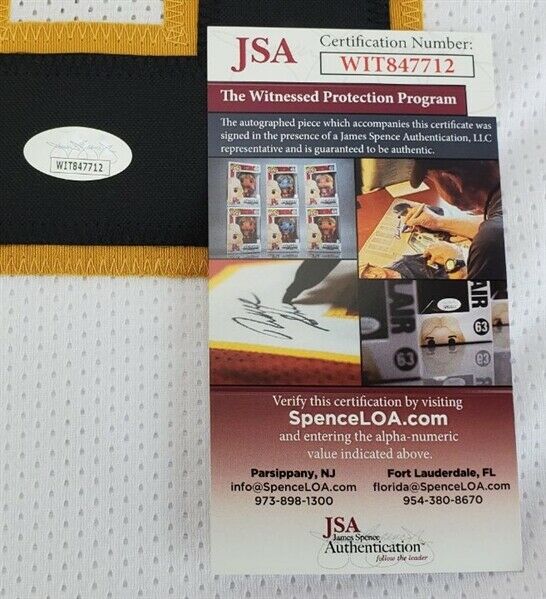 JSA
Certification Number:
WIT847712
The Witnessed Protection Program
The autographed piece which accompanies this certificate was
signed in the presence of a James Spence Authentication, LLC
representative and is guaranteed to be authentic.
WIT847712
LAIR
63
AIR
63
Verify this certification by visiting
SpenceLOA.com
and entering the alpha-numeric
value indicated above.
Parsippany, NJ
info@SpenceLOA.com
973-898-1300
Fort Lauderdale, FL
florida@SpenceLOA.com
954-380-8670
JSA
James Spence
Authentication
follow the leader